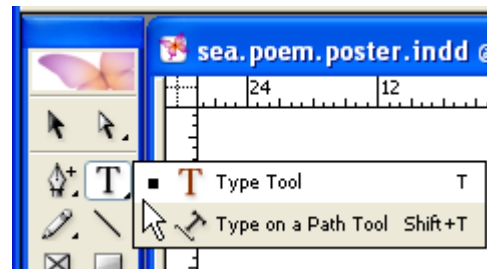 sea.poem.poster.indd @
24 12
T Type Tool T
Type on a Path Tool Shift+T